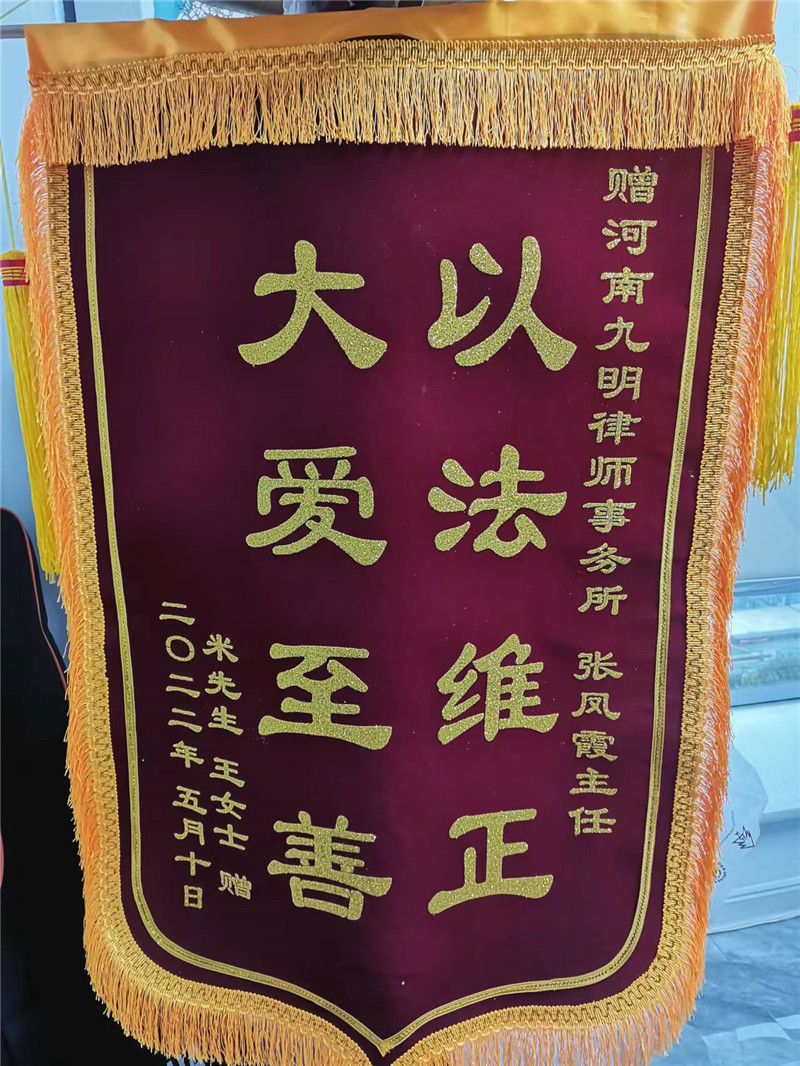 赠河南九明律师事务所 张凤霞主任
以法维正
大爱至善
米先生 王女士 赠
二〇二二年五月十日